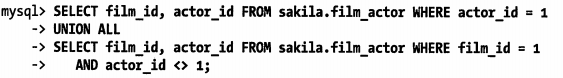 mysql> SELECT film_id, actor_id FROM sakila.film_actor WHERE actor_id = 1
-> UNION ALL
-> SELECT film_id, actor_id FROM sakila.film_actor WHERE film_id = 1
-> AND actor_id <> 1;